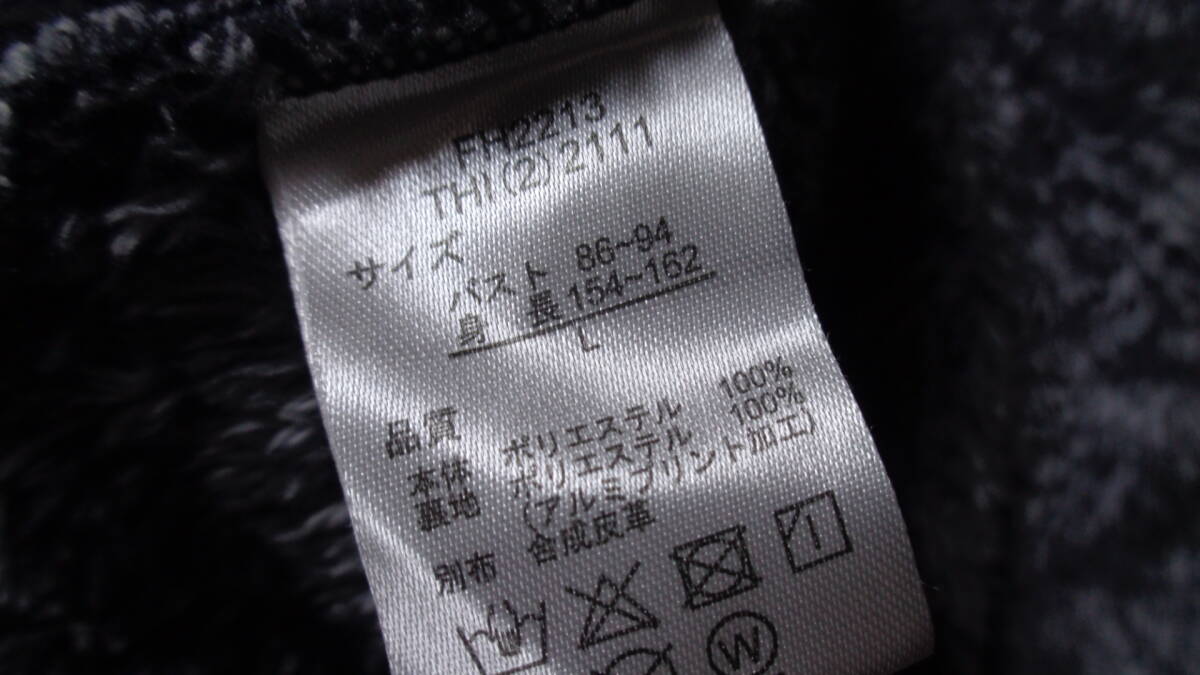 FH2213
THI(2)2111
サイズ
バスト 86~94
身 長 154~162
L
品質
本体 ポリエステル 100%
裏地 ポリエステル 100%
(アルミプリント加工)
別布 合成皮革
W